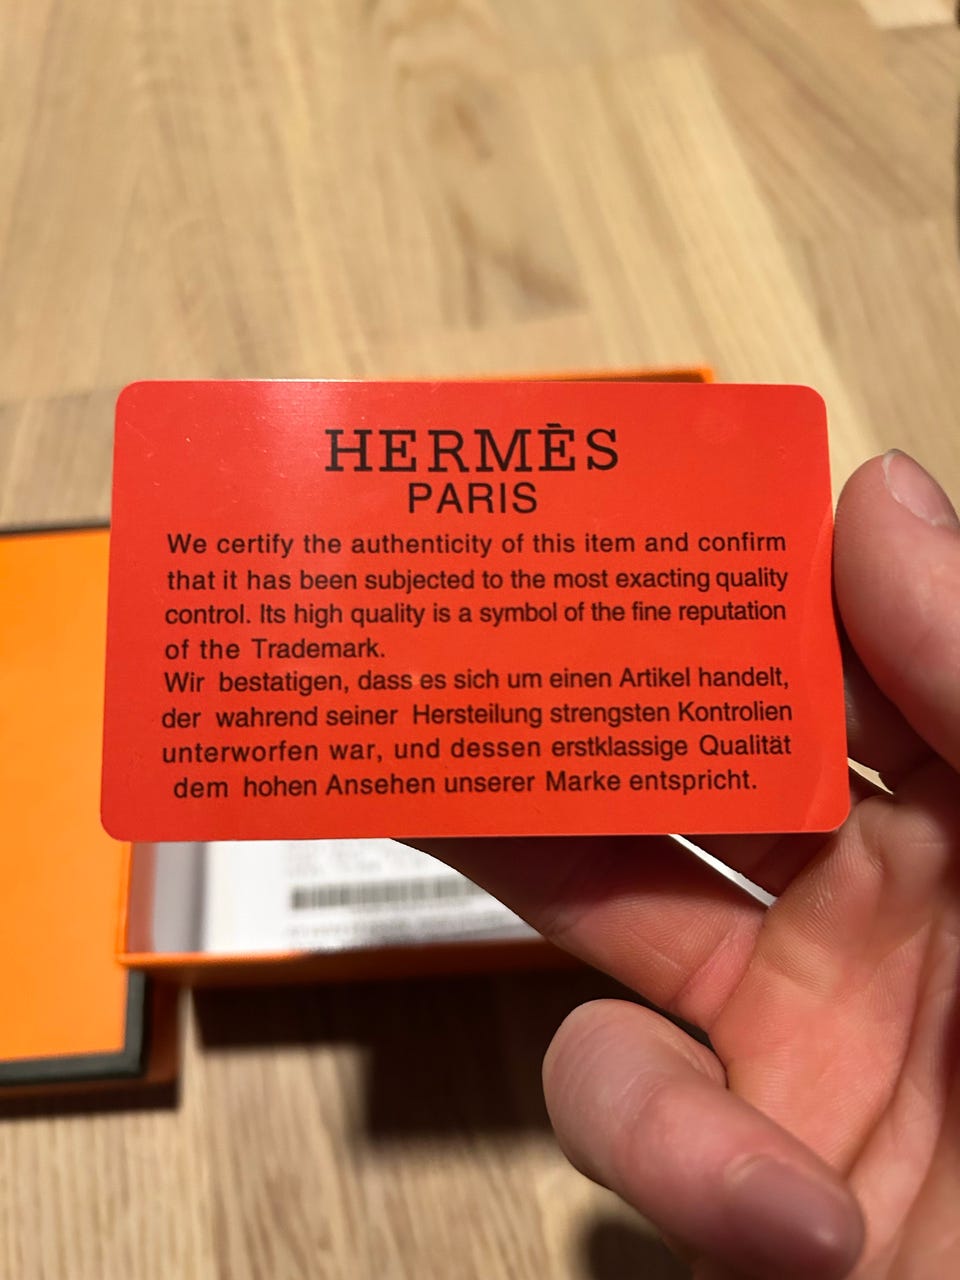 HERMÈS
PARIS
We certify the authenticity of this item and confirm
that it has been subjected to the most exacting quality
control. Its high quality is a symbol of the fine reputation
of the Trademark.
Wir bestatigen, dass es sich um einen Artikel handelt,
der wahrend seiner Hersteilung strengsten Kontrolien
unterworfen war, und dessen erstklassige Qualität
dem hohen Ansehen unserer Marke entspricht.